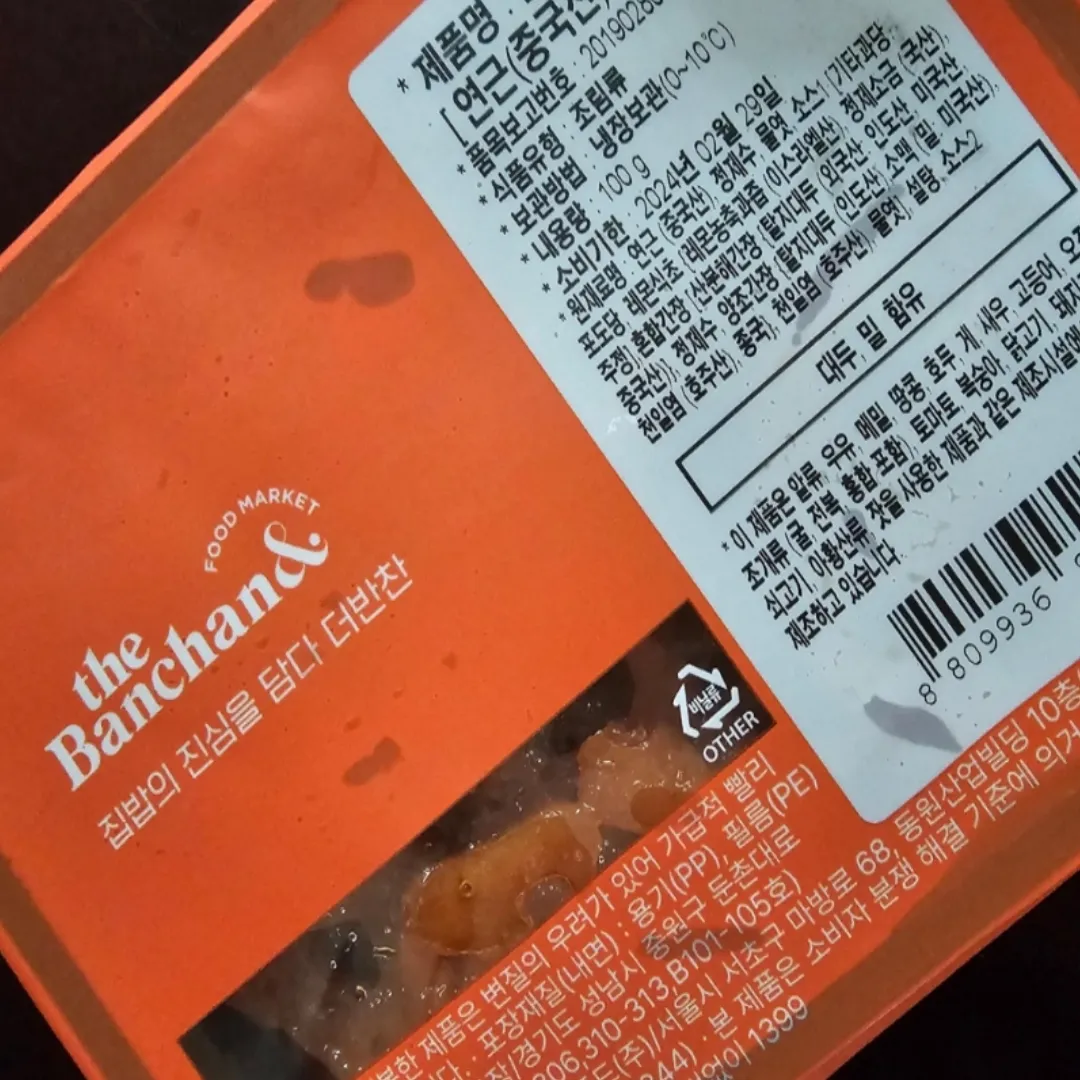 FOOD MARKET
the
Banchan&
집밥의 진심을 담다 더반찬
* 제품명 :
[연근(중국산)
* 품목보고번호 : 20190280
* 식품유형 : 조림류
* 보관방법 : 냉장보관(0~10℃)
* 내용량 : 100 g
* 소비기한 : 2024년 02월 29일
*원재료명 : 연근 (중국산), 정제수, 물엿, 소스1 [기타과당,
포도당, 레몬식초 (레몬농축과즙 (이스라엘산), 정제소금 (국산),
주정), 혼합간장 [산분해간장 (탈지대두 (외국산: 인도산, 미국산,
중국산), 정제수, 양조간장 (탈지대두 (인도산), 소맥 (밀: 미국산),
천일염 (호주산), 중국), 천일염 (호주산), 물엿], 설탕, 소스2
대두, 밀 함유
* 이 제품은 알류, 우유, 메밀, 땅콩, 호두, 게, 새우, 고등어, 오징
조개류 (굴, 전복, 홍합 포함), 토마토, 복숭아, 닭고기, 돼지
쇠고기, 아황산류, 잣을 사용한 제품과 같은 제조시설에
제조하고 있습니다.
8 809936
비닐류
OTHER
제품은 변질의 우려가 있어 가급적 빨리
포장재질(내면) : 용기(PP), 필름(PE)
장/경기도 성남시 중원구 둔촌대로
306,310-313,B101-105호)
드(주)/서울시 서초구 마방로 68, 동원산업빌딩 10층
344) · 본 제품은 소비자 분쟁 해결 기준에 의거
없이 1399